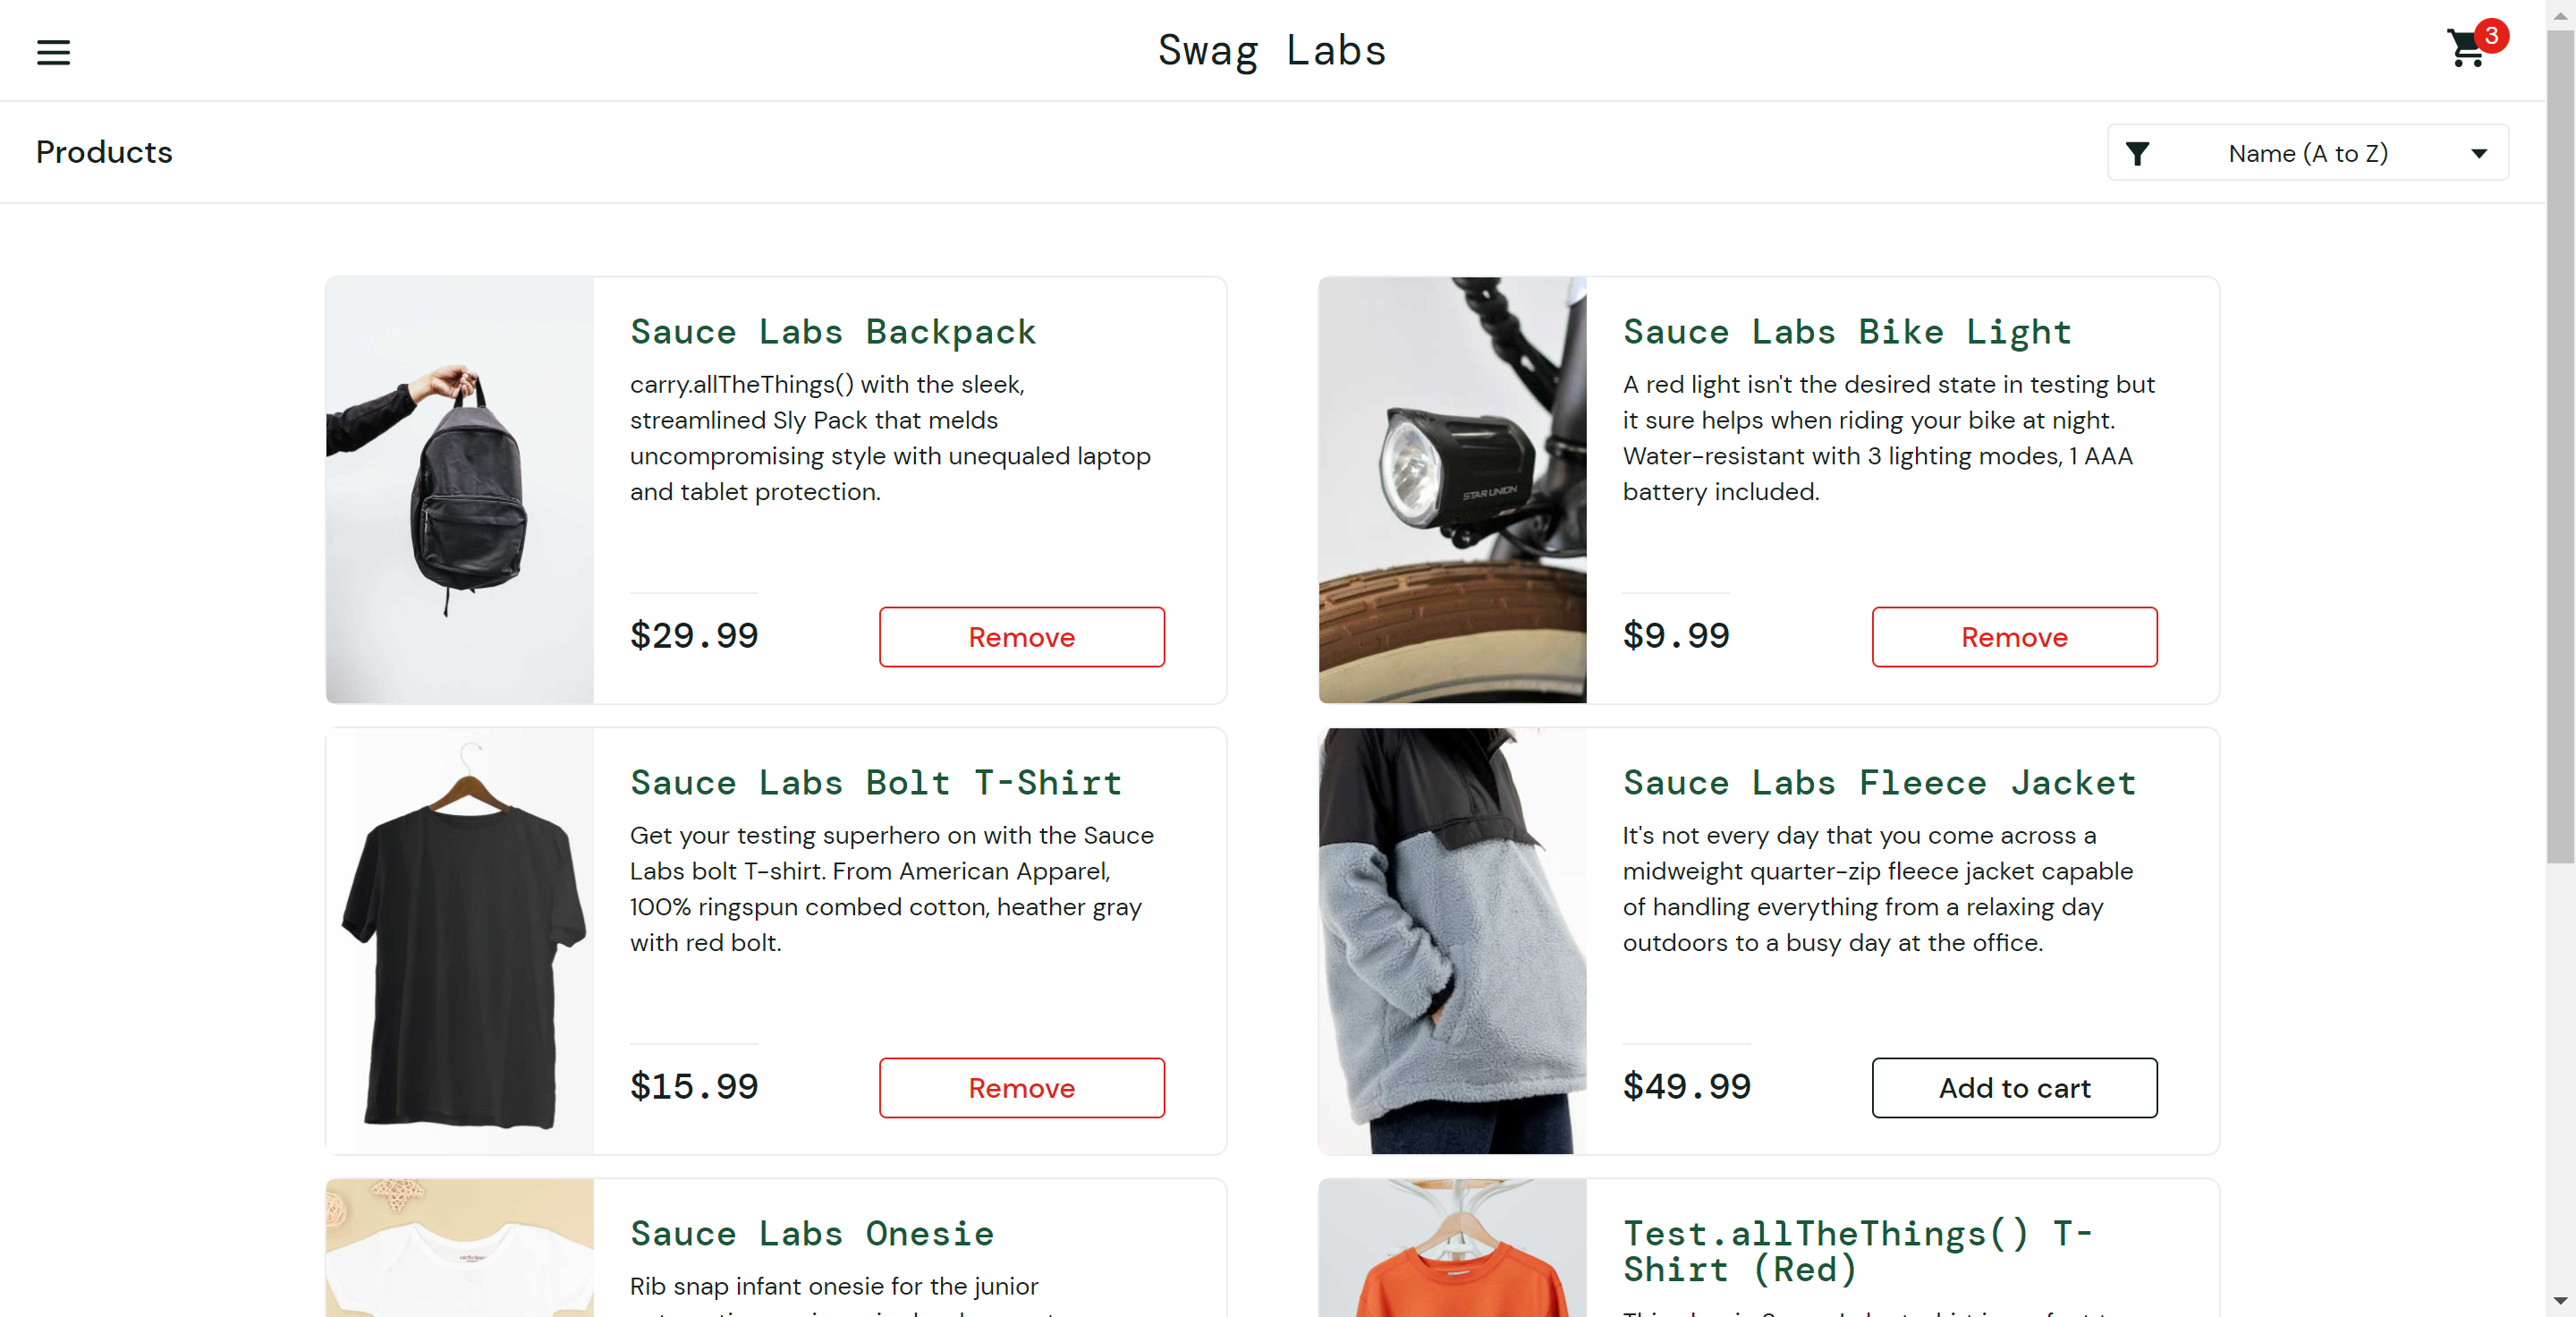 Swag Labs
3
Products
Name (A to Z)
Sauce Labs Backpack
carry.allTheThings() with the sleek,
streamlined Sly Pack that melds
uncompromising style with unequaled laptop
and tablet protection.
$29.99
Remove
Sauce Labs Bike Light
A red light isn't the desired state in testing but
it sure helps when riding your bike at night.
Water-resistant with 3 lighting modes, 1 AAA
battery included.
STAR UNION
$9.99
Remove
Sauce Labs Bolt T-Shirt
Get your testing superhero on with the Sauce
Labs bolt T-shirt. From American Apparel,
100% ringspun combed cotton, heather gray
with red bolt.
$15.99
Remove
Sauce Labs Fleece Jacket
It's not every day that you come across a
midweight quarter-zip fleece jacket capable
of handling everything from a relaxing day
outdoors to a busy day at the office.
$49.99
Add to cart
Sauce Labs Onesie
Rib snap infant onesie for the junior
Test.allTheThings() T-
Shirt (Red)